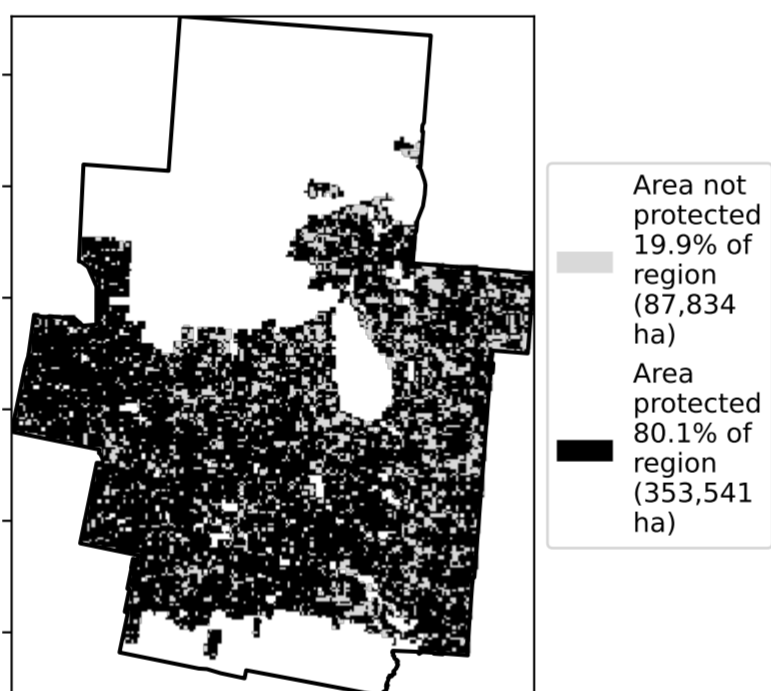 Area not
protected
19.9% of
region
(87,834
ha)
Area
protected
80.1% of
region
(353,541
ha)